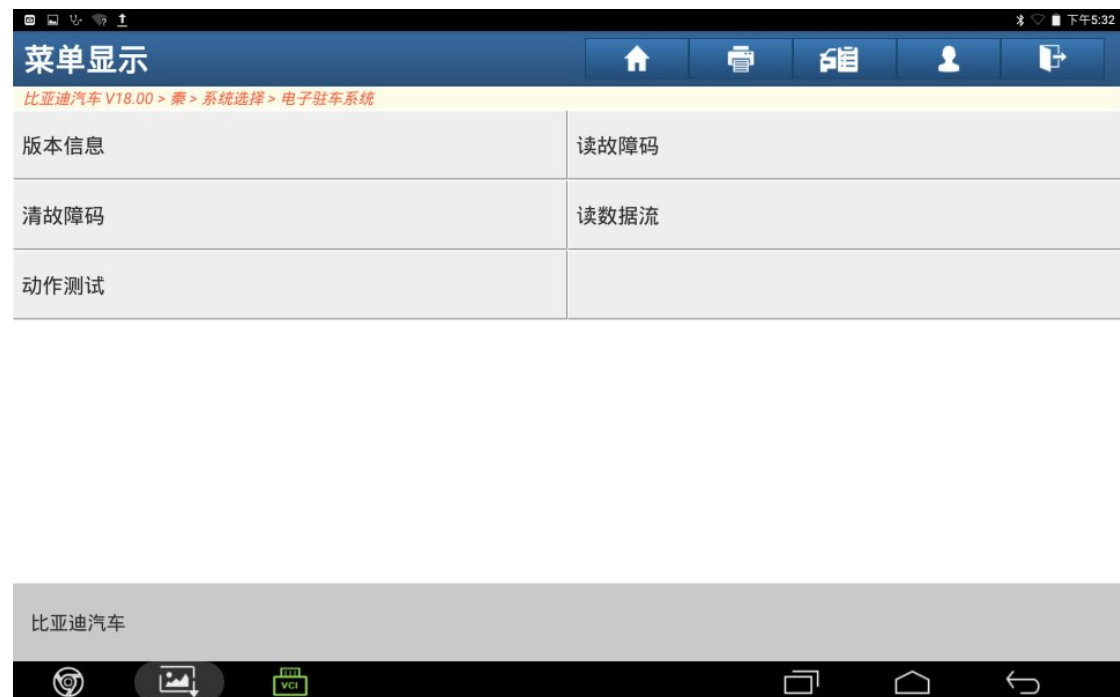 下午5:32
菜单显示
比亚迪汽车 V18.00 > 秦 > 系统选择 > 电子驻车系统
版本信息
读故障码
清故障码
读数据流
动作测试
比亚迪汽车
VCI